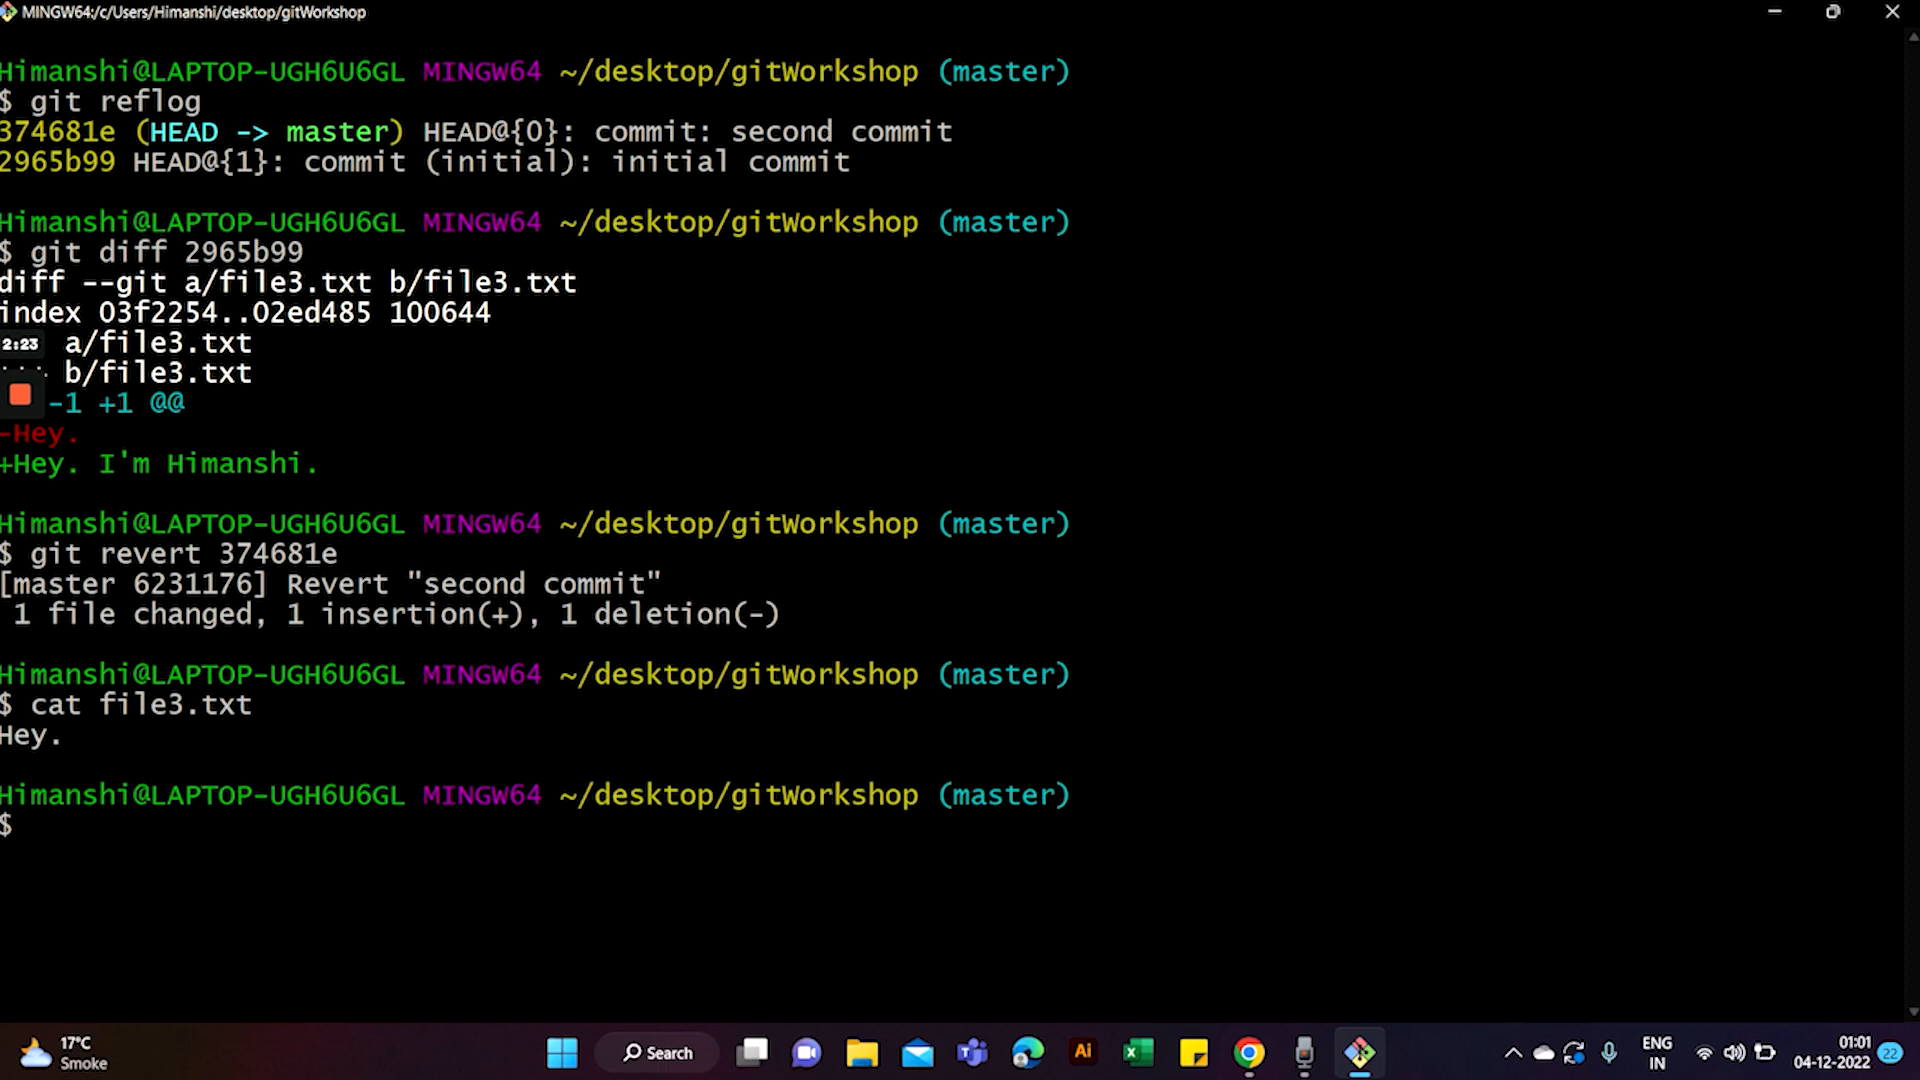 MINGW64:/c/Users/Himanshi/desktop/gitWorkshop
Himanshi@LAPTOP-UGH6U6GL MINGW64 ~/desktop/gitWorkshop (master)
$ git reflog
374681e (HEAD -> master) HEAD@{0}: commit: second commit
2965b99 HEAD@{1}: commit (initial): initial commit
Himanshi@LAPTOP-UGH6U6GL MINGW64 ~/desktop/gitWorkshop (master)
$ git diff 2965b99
diff --git a/file3.txt b/file3.txt
index 03f2254..02ed485 100644
2:23 a/file3.txt
b/file3.txt
-1 +1 @@
-Hey.
+Hey. I'm Himanshi.
Himanshi@LAPTOP-UGH6U6GL MINGW64 ~/desktop/gitWorkshop (master)
$ git revert 374681e
[master 6231176] Revert "second commit"
1 file changed, 1 insertion(+), 1 deletion(-)
Himanshi@LAPTOP-UGH6U6GL MINGW64 ~/desktop/gitWorkshop (master)
$ cat file3.txt
Hey.
Himanshi@LAPTOP-UGH6U6GL MINGW64 ~/desktop/gitWorkshop (master)
$
17°C
Smoke
Search
Ai
ENG
IN
01:01
04-12-2022
22